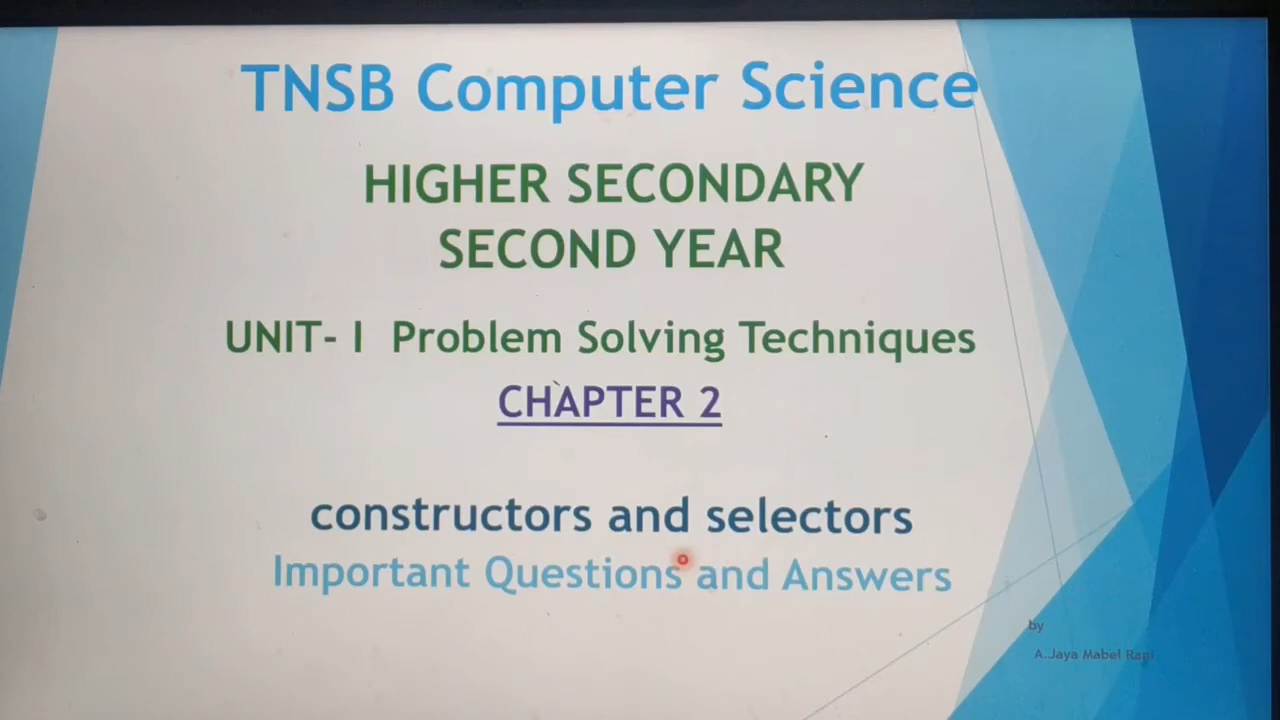 TNSB Computer Science
HIGHER SECONDARY
SECOND YEAR
UNIT- I Problem Solving Techniques
CHAPTER 2
constructors and selectors
Important Questions and Answers
by
A.Jaya Mabel Rani